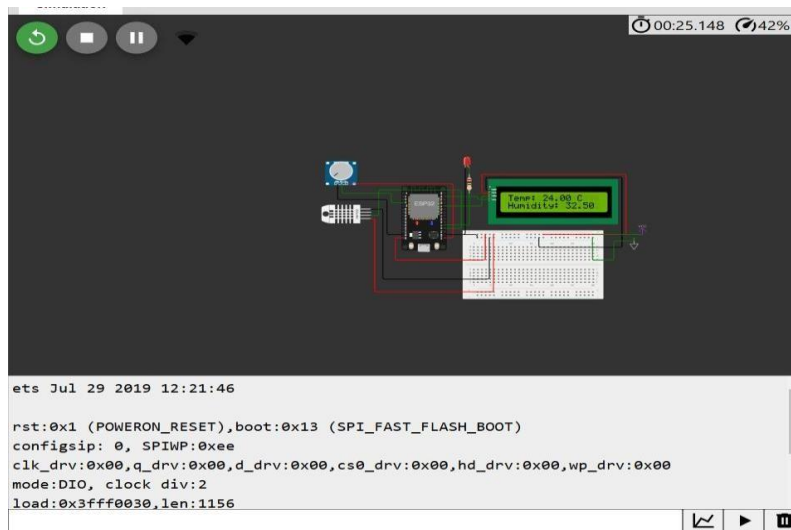 Simulation
00:25.148 42%
ESP32
Temp: 24.00 C
Humidity: 32.50
ets Jul 29 2019 12:21:46
rst:0x1 (POWERON_RESET),boot:0x13 (SPI_FAST_FLASH_BOOT)
configsip: 0, SPIWP:0xee
clk_drv:0x00,q_drv:0x00,d_drv:0x00,cs0_drv:0x00,hd_drv:0x00,wp_drv:0x00
mode:DIO, clock div:2
load:0x3fff0030,len:1156